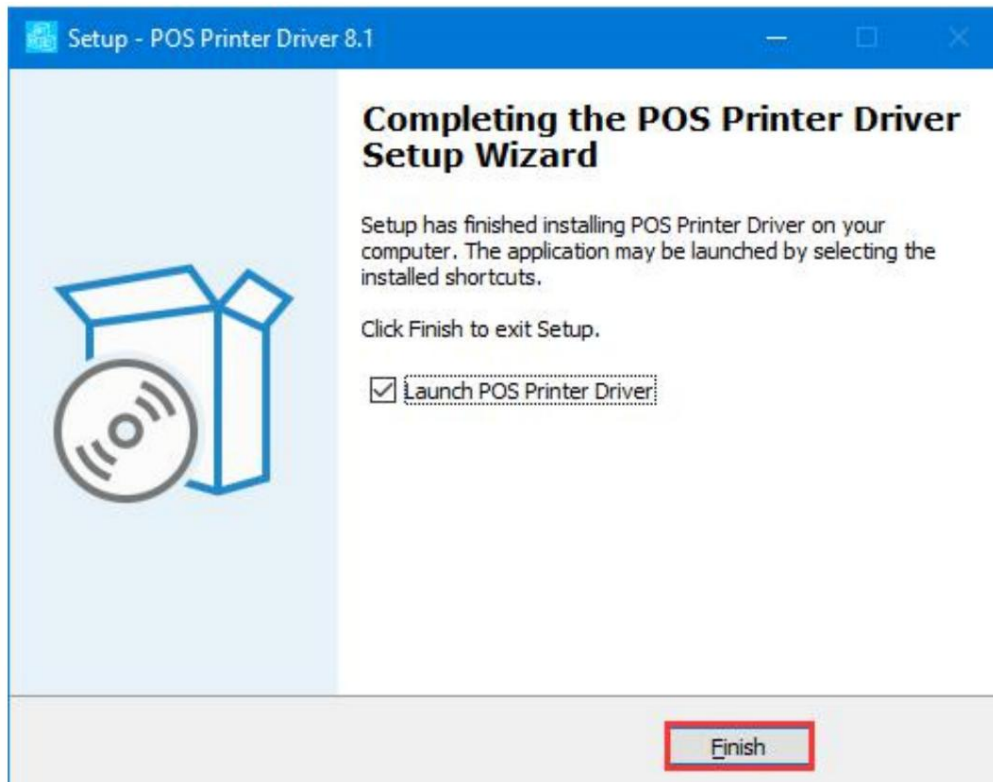 Setup - POS Printer Driver 8.1
Completing the POS Printer Driver
Setup Wizard
Setup has finished installing POS Printer Driver on your
computer. The application may be launched by selecting the
installed shortcuts.
Click Finish to exit Setup.
Launch POS Printer Driver
Finish